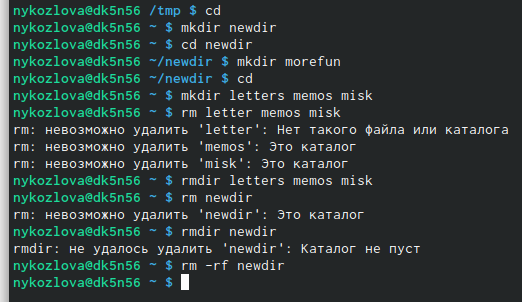 nykozlova@dk5n56 /tmp $ cd
nykozlova@dk5n56 ~ $ mkdir newdir
nykozlova@dk5n56 ~ $ cd newdir
nykozlova@dk5n56 ~/newdir $ mkdir morefun
nykozlova@dk5n56 ~/newdir $ cd
nykozlova@dk5n56 ~ $ mkdir letters memos misk
nykozlova@dk5n56 ~ $ rm letter memos misk
rm: невозможно удалить 'letter': Нет такого файла или каталога
rm: невозможно удалить 'memos': Это каталог
rm: невозможно удалить 'misk': Это каталог
nykozlova@dk5n56 ~ $ rmdir letters memos misk
nykozlova@dk5n56 ~ $ rm newdir
rm: невозможно удалить 'newdir': Это каталог
nykozlova@dk5n56 ~ $ rmdir newdir
rmdir: не удалось удалить 'newdir': Каталог не пуст
nykozlova@dk5n56 ~ $ rm -rf newdir
nykozlova@dk5n56 ~ $